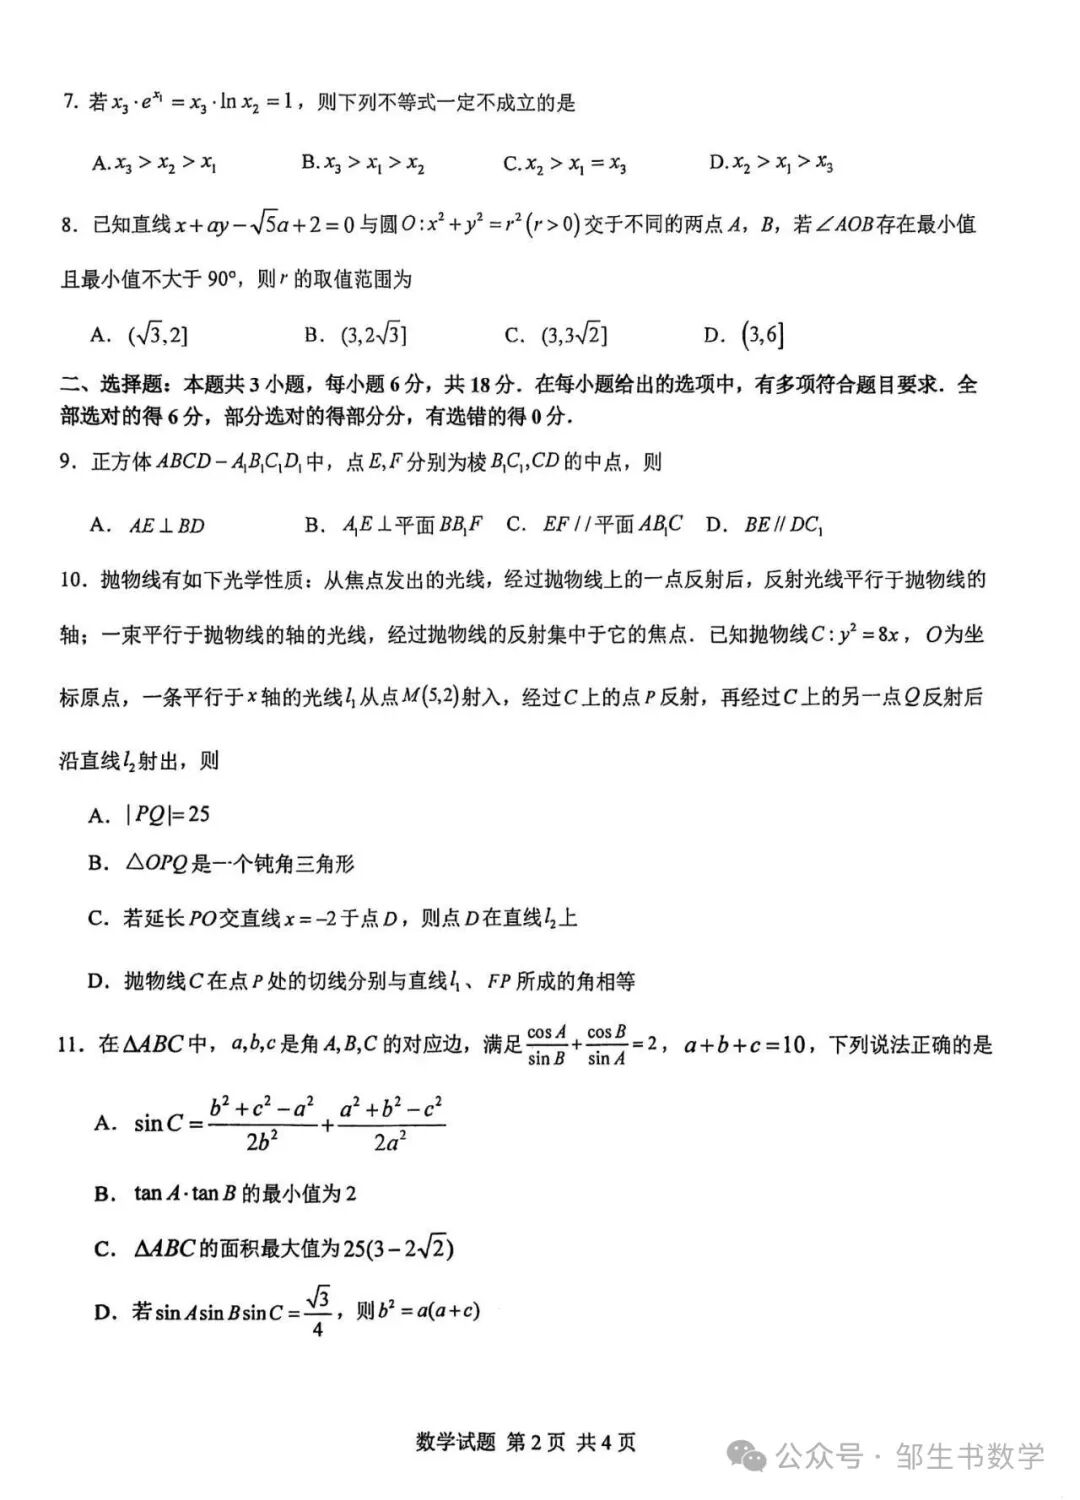 7. 若 x₃·e^{x₁} = x₃·ln x₂ = 1，则下列不等式一定不成立的是
A. x₃ > x₂ > x₁ B. x₃ > x₁ > x₂ C. x₂ > x₁ = x₃ D. x₂ > x₁ > x₃
8. 已知直线 x+ay−√5a+2=0 与圆 O:x²+y²=r²(r>0) 交于不同的两点 A，B，若∠AOB存在最小值
且最小值不大于 90°，则 r 的取值范围为
A. (√3,2] B. (3,2√3] C. (3,3√2] D. (3,6]
二、选择题：本题共 3 小题，每小题 6 分，共 18 分．在每小题给出的选项中，有多项符合题目要求．全
部选对的得 6 分，部分选对的得部分分，有选错的得 0 分．
9. 正方体 ABCD−A₁B₁C₁D₁ 中，点 E,F 分别为棱 B₁C₁,CD 的中点，则
A. AE⊥BD B. A₁E⊥平面 BB₁F C. EF//平面 AB₁C D. BE//DC₁
10. 抛物线有如下光学性质：从焦点发出的光线，经过抛物线上的一点反射后，反射光线平行于抛物线的
轴；一束平行于抛物线的轴的光线，经过抛物线的反射集中于它的焦点．已知抛物线 C:y²=8x，O 为坐
标原点，一条平行于 x 轴的光线 l₁ 从点 M(5,2) 射入，经过 C 上的点 P 反射，再经过 C 上的另一点 Q 反射后
沿直线 l₂ 射出，则
A. |PQ|=25
B. △OPQ 是一个钝角三角形
C. 若延长 PO 交直线 x=−2 于点 D，则点 D 在直线 l₂ 上
D. 抛物线 C 在点 P 处的切线分别与直线 l₁、FP 所成的角相等
11. 在 ΔABC 中，a,b,c 是角 A,B,C 的对应边，满足 cosA/sinB + cosB/sinA = 2，a+b+c=10，下列说法正确的是
A. sinC = (b²+c²−a²)/2b² + (a²+b²−c²)/2a²
B. tanA·tanB 的最小值为 2
C. ΔABC 的面积最大值为 25(3−2√2)
D. 若 sinAsinBsinC = √3/4，则 b²=a(a+c)
数学试题 第 2 页 共 4 页
公众号·邹生书数学